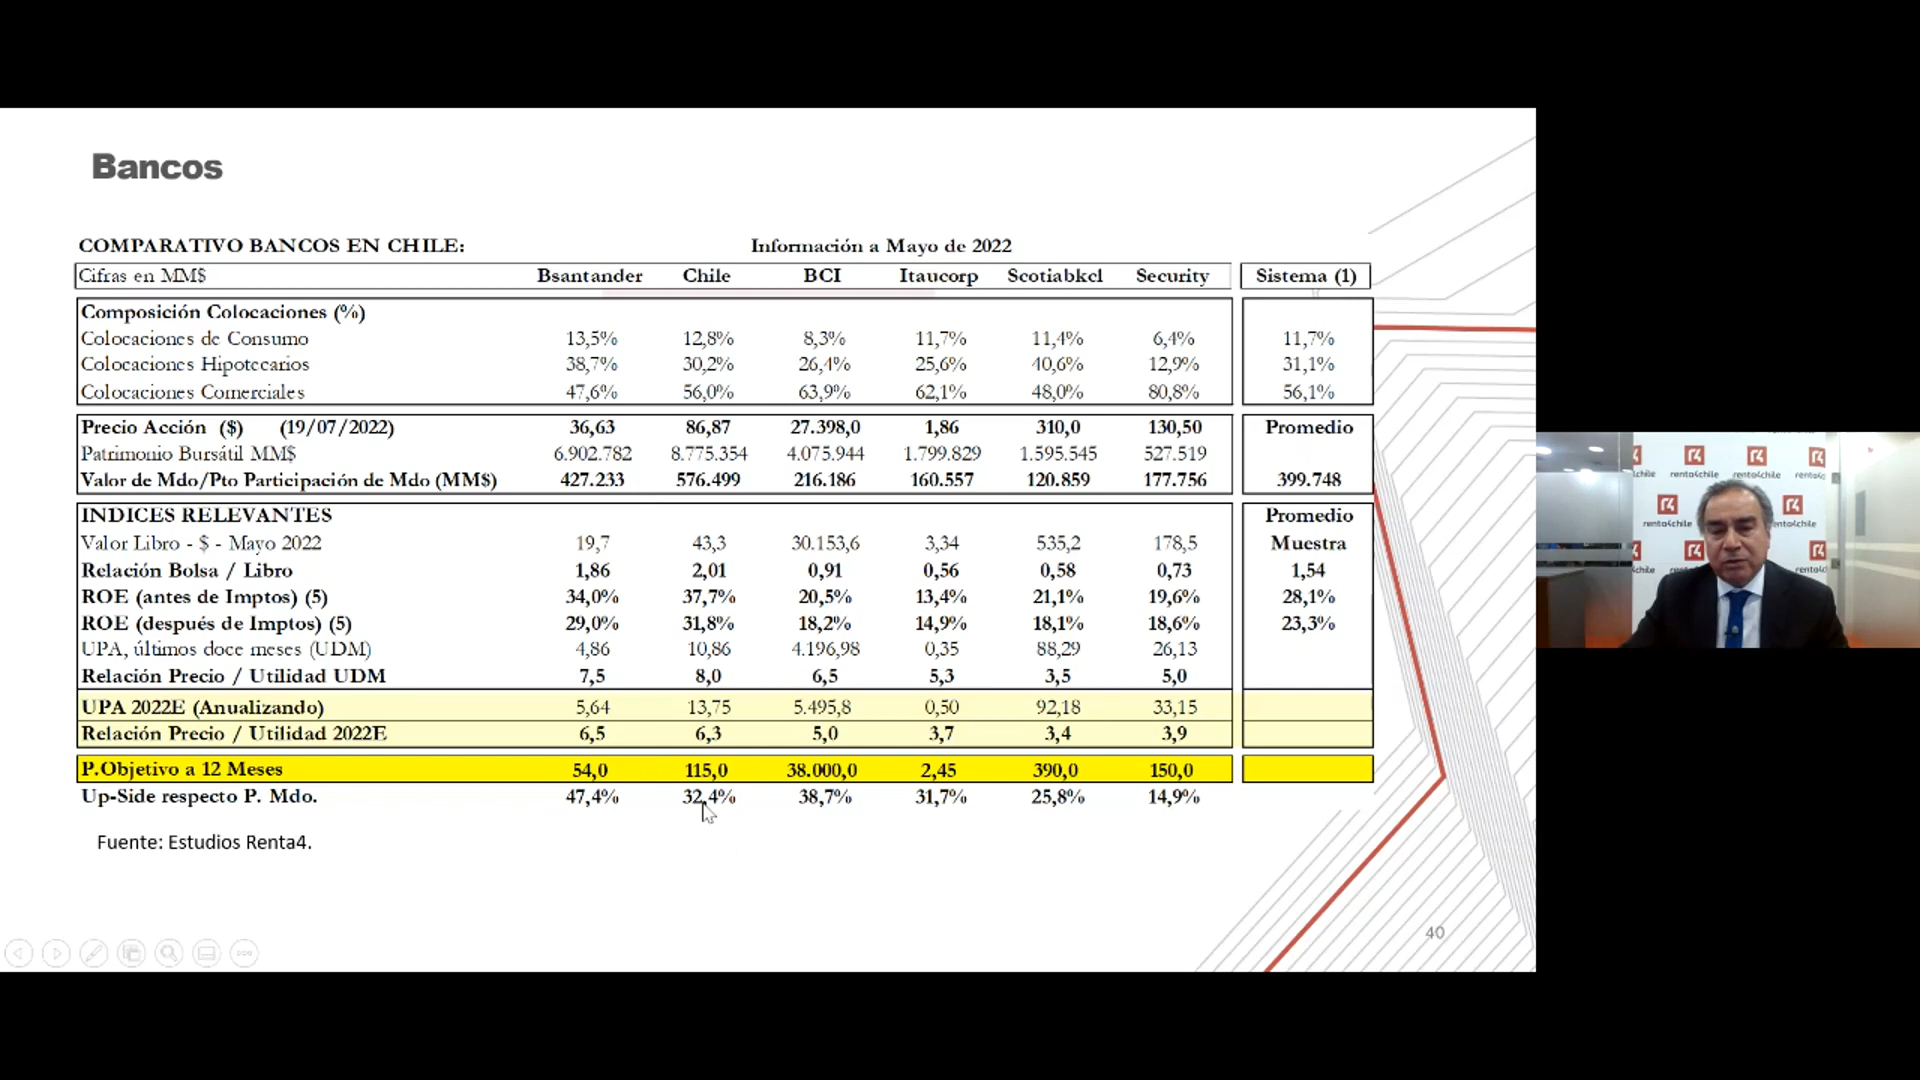 Bancos
COMPARATIVO BANCOS EN CHILE: Información a Mayo de 2022
Cifras en MM$ Bsantander Chile BCI Itaucorp Scotiabkcl Security Sistema (1)
Composición Colocaciones (%)
Colocaciones de Consumo 13,5% 12,8% 8,3% 11,7% 11,4% 6,4% 11,7%
Colocaciones Hipotecarios 38,7% 30,2% 26,4% 25,6% 40,6% 12,9% 31,1%
Colocaciones Comerciales 47,6% 56,0% 63,9% 62,1% 48,0% 80,8% 56,1%
Precio Acción ($) (19/07/2022) 36,63 86,87 27.398,0 1,86 310,0 130,50 Promedio
Patrimonio Bursátil MM$ 6.902.782 8.775.354 4.075.944 1.799.829 1.595.545 527.519
Valor de Mdo/Pto Participación de Mdo (MM$) 427.233 576.499 216.186 160.557 120.859 177.756 399.748
INDICES RELEVANTES Promedio
Valor Libro - $ - Mayo 2022 19,7 43,3 30.153,6 3,34 535,2 178,5 Muestra
Relación Bolsa / Libro 1,86 2,01 0,91 0,56 0,58 0,73 1,54
ROE (antes de Imptos) (5) 34,0% 37,7% 20,5% 13,4% 21,1% 19,6% 28,1%
ROE (después de Imptos) (5) 29,0% 31,8% 18,2% 14,9% 18,1% 18,6% 23,3%
UPA, últimos doce meses (UDM) 4,86 10,86 4.196,98 0,35 88,29 26,13
Relación Precio / Utilidad UDM 7,5 8,0 6,5 5,3 3,5 5,0
UPA 2022E (Anualizando) 5,64 13,75 5.495,8 0,50 92,18 33,15
Relación Precio / Utilidad 2022E 6,5 6,3 5,0 3,7 3,4 3,9
P.Objetivo a 12 Meses 54,0 115,0 38.000,0 2,45 390,0 150,0
Up-Side respecto P. Mdo. 47,4% 32,4% 38,7% 31,7% 25,8% 14,9%
Fuente: Estudios Renta4.
40
renta4chile renta4chile
renta4chile